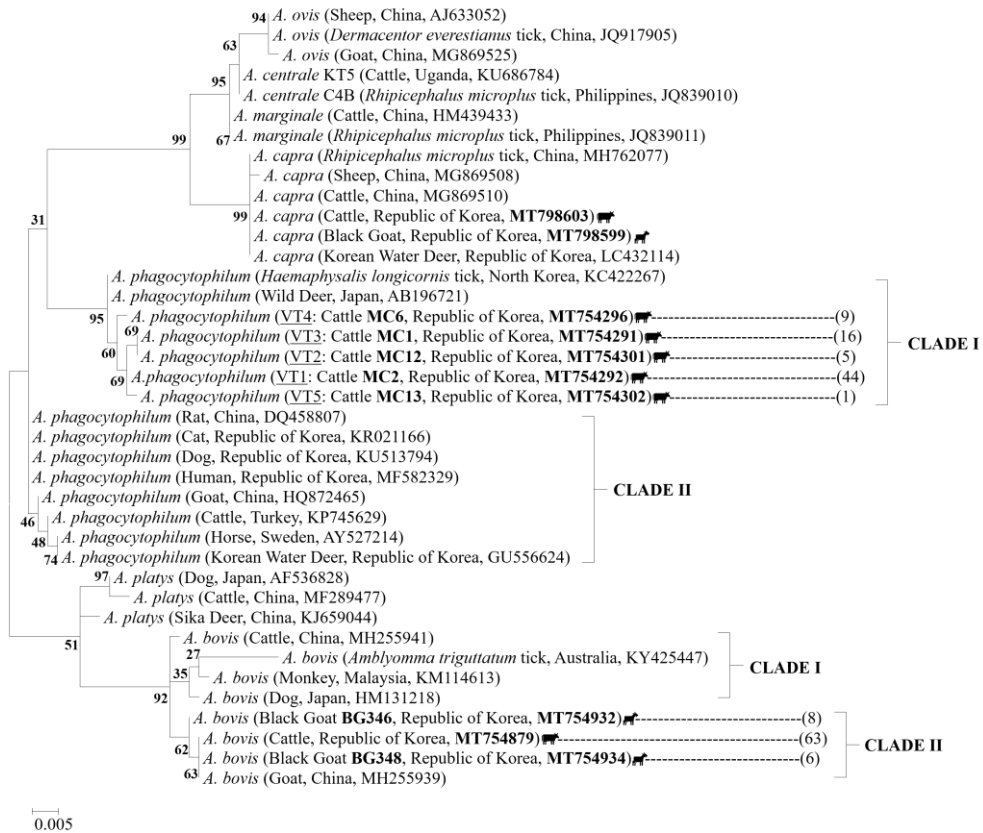 A. ovis (Sheep, China, AJ633052)
94
A. ovis (Dermacentor everestianus tick, China, JQ917905)
63
A. ovis (Goat, China, MG869525)
A. centrale KT5 (Cattle, Uganda, KU686784)
95
A. centrale C4B (Rhipicephalus microplus tick, Philippines, JQ839010)
A. marginale (Cattle, China, HM439433)
99
67
A. marginale (Rhipicephalus microplus tick, Philippines, JQ839011)
A. capra (Rhipicephalus microplus tick, China, MH762077)
A. capra (Sheep, China, MG869508)
A. capra (Cattle, China, MG869510)
99
A. capra (Cattle, Republic of Korea, MT798603)
31
A. capra (Black Goat, Republic of Korea, MT798599)
A. capra (Korean Water Deer, Republic of Korea, LC432114)
A. phagocytophilum (Haemaphysalis longicornis tick, North Korea, KC422267)
A. phagocytophilum (Wild Deer, Japan, AB196721)
95
A. phagocytophilum (VT4: Cattle MC6, Republic of Korea, MT754296) (9)
69
A. phagocytophilum (VT3: Cattle MC1, Republic of Korea, MT754291) (16)
CLADE I
60
A. phagocytophilum (VT2: Cattle MC12, Republic of Korea, MT754301) (5)
69
A.phagocytophilum (VT1: Cattle MC2, Republic of Korea, MT754292) (44)
A. phagocytophilum (VT5: Cattle MC13, Republic of Korea, MT754302) (1)
A. phagocytophilum (Rat, China, DQ458807)
A. phagocytophilum (Cat, Republic of Korea, KR021166)
A. phagocytophilum (Dog, Republic of Korea, KU513794)
A. phagocytophilum (Human, Republic of Korea, MF582329)
CLADE II
A. phagocytophilum (Goat, China, HQ872465)
46
A. phagocytophilum (Cattle, Turkey, KP745629)
48
A. phagocytophilum (Horse, Sweden, AY527214)
74
A. phagocytophilum (Korean Water Deer, Republic of Korea, GU556624)
97
A. platys (Dog, Japan, AF536828)
A. platys (Cattle, China, MF289477)
A. platys (Sika Deer, China, KJ659044)
51
A. bovis (Cattle, China, MH255941)
27
A. bovis (Amblyomma triguttatum tick, Australia, KY425447)
CLADE I
35
A. bovis (Monkey, Malaysia, KM114613)
92
A. bovis (Dog, Japan, HM131218)
A. bovis (Black Goat BG346, Republic of Korea, MT754932) (8)
62
A. bovis (Cattle, Republic of Korea, MT754879) (63)
CLADE II
A. bovis (Black Goat BG348, Republic of Korea, MT754934) (6)
63
A. bovis (Goat, China, MH255939)
0.005